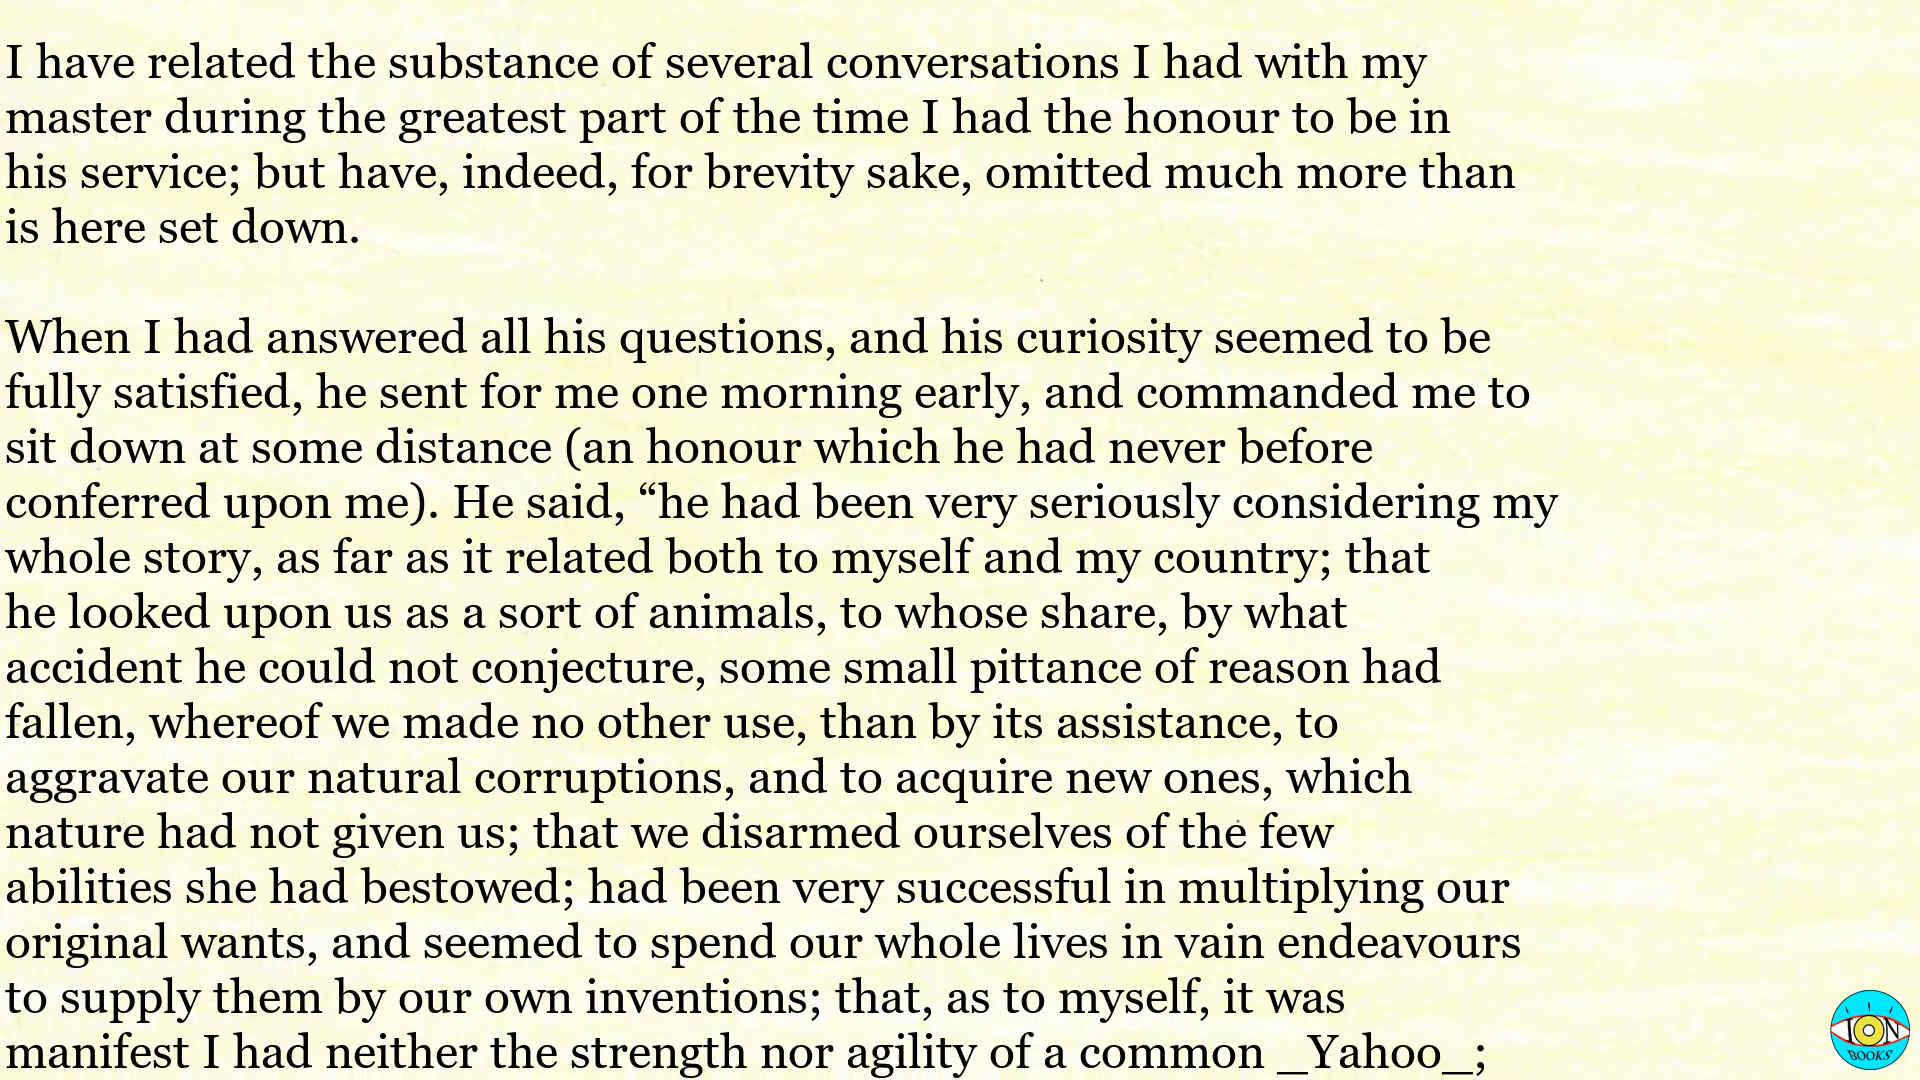 I have related the substance of several conversations I had with my
master during the greatest part of the time I had the honour to be in
his service; but have, indeed, for brevity sake, omitted much more than
is here set down.
When I had answered all his questions, and his curiosity seemed to be
fully satisfied, he sent for me one morning early, and commanded me to
sit down at some distance (an honour which he had never before
conferred upon me). He said, “he had been very seriously considering my
whole story, as far as it related both to myself and my country; that
he looked upon us as a sort of animals, to whose share, by what
accident he could not conjecture, some small pittance of reason had
fallen, whereof we made no other use, than by its assistance, to
aggravate our natural corruptions, and to acquire new ones, which
nature had not given us; that we disarmed ourselves of the few
abilities she had bestowed; had been very successful in multiplying our
original wants, and seemed to spend our whole lives in vain endeavours
to supply them by our own inventions; that, as to myself, it was
manifest I had neither the strength nor agility of a common _Yahoo_;
ION
BOOKS